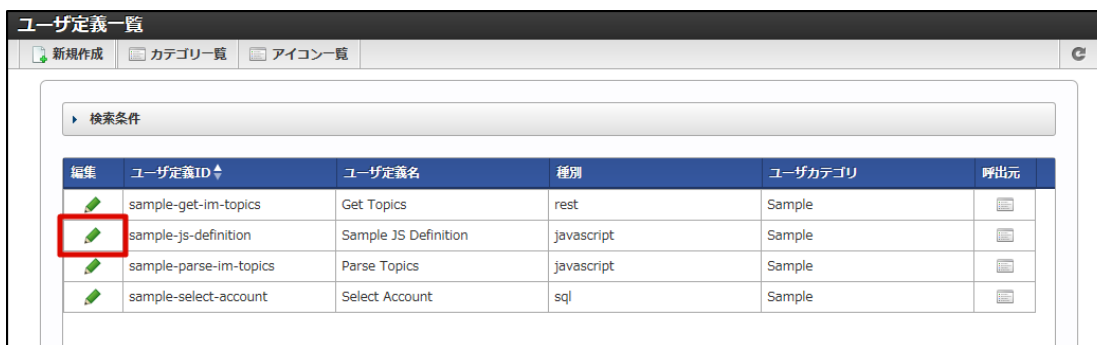 ユーザ定義一覧
新規作成 カテゴリ一覧 アイコン一覧
検索条件
編集 ユーザ定義ID ユーザ定義名 種別 ユーザカテゴリ 呼出元
sample-get-im-topics Get Topics rest Sample
sample-js-definition Sample JS Definition javascript Sample
sample-parse-im-topics Parse Topics javascript Sample
sample-select-account Select Account sql Sample